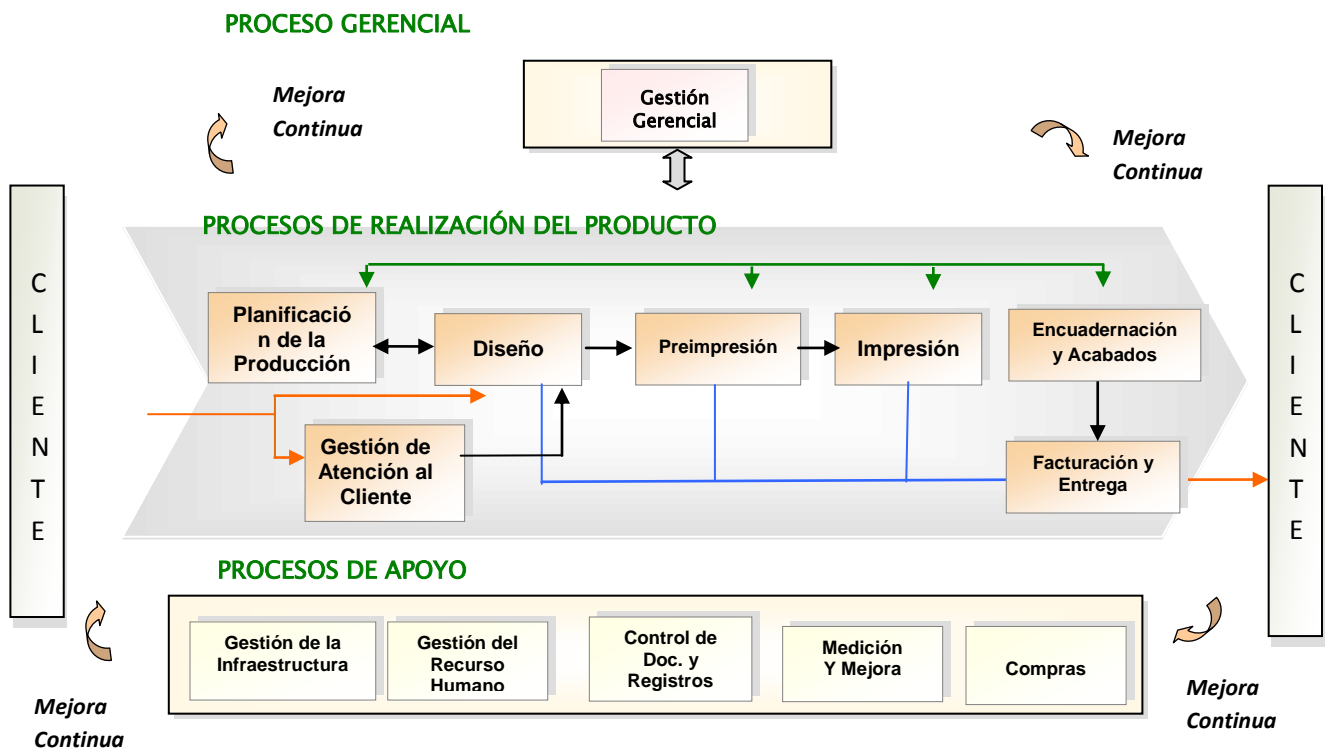 PROCESO GERENCIAL
Mejora
Continua
Gestión
Gerencial
Mejora
Continua
C
L
I
E
N
T
E
PROCESOS DE REALIZACIÓN DEL PRODUCTO
Planificació
n de la
Producción
Diseño
Preimpresión
Impresión
Encuadernación
y Acabados
Gestión de
Atención al
Cliente
Facturación y
Entrega
C
L
I
E
N
T
E
PROCESOS DE APOYO
Gestión de la
Infraestructura
Gestión del
Recurso
Humano
Control de
Doc. y
Registros
Medición
Y Mejora
Compras
Mejora
Continua
Mejora
Continua